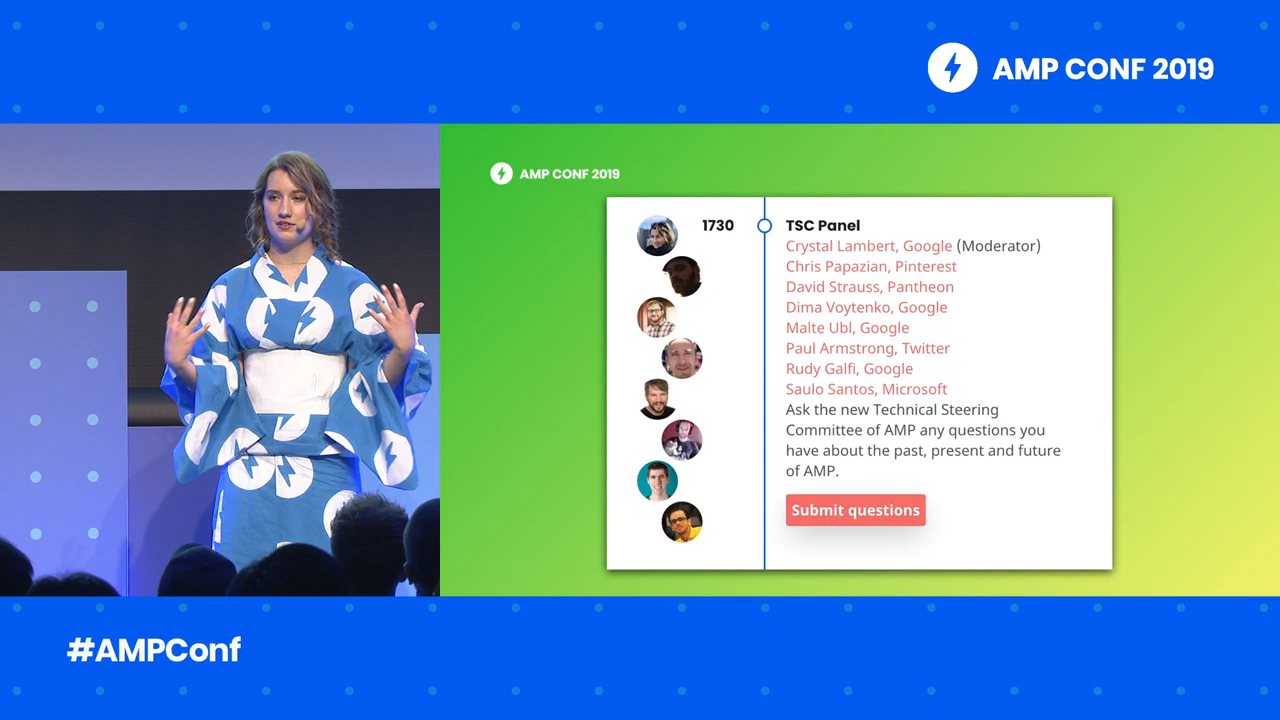 AMP CONF 2019
AMP CONF 2019
1730
TSC Panel
Crystal Lambert, Google (Moderator)
Chris Papazian, Pinterest
David Strauss, Pantheon
Dima Voytenko, Google
Malte Ubl, Google
Paul Armstrong, Twitter
Rudy Galfi, Google
Saulo Santos, Microsoft
Ask the new Technical Steering
Committee of AMP any questions you
have about the past, present and future
of AMP.
Submit questions
#AMPConf